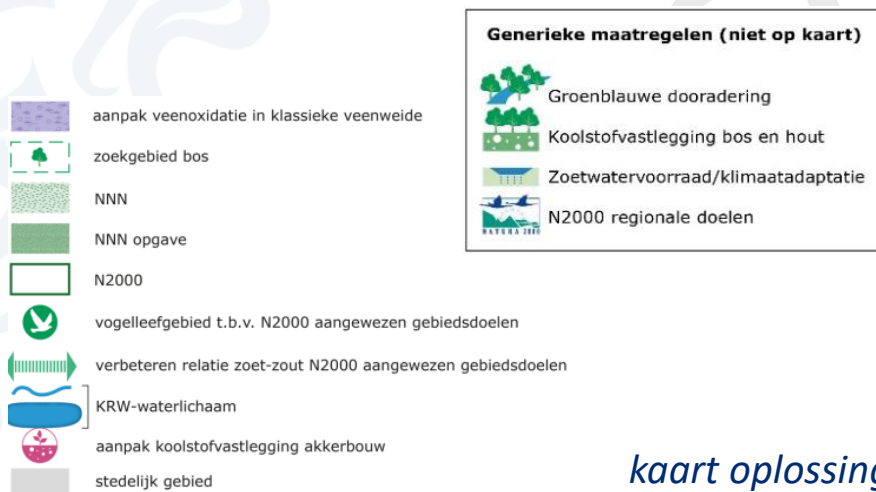 Generieke maatregelen (niet op kaart)
Groenblauwe dooradering
Koolstofvastlegging bos en hout
Zoetwatervoorraad/klimaatadaptatie
N2000 regionale doelen
NATURA 2000
aanpak veenoxidatie in klassieke veenweide
zoekgebied bos
NNN
NNN opgave
N2000
vogelleefgebied t.b.v. N2000 aangewezen gebiedsdoelen
verbeteren relatie zoet-zout N2000 aangewezen gebiedsdoelen
KRW-waterlichaam
aanpak koolstofvastlegging akkerbouw
stedelijk gebied
kaart oplossing